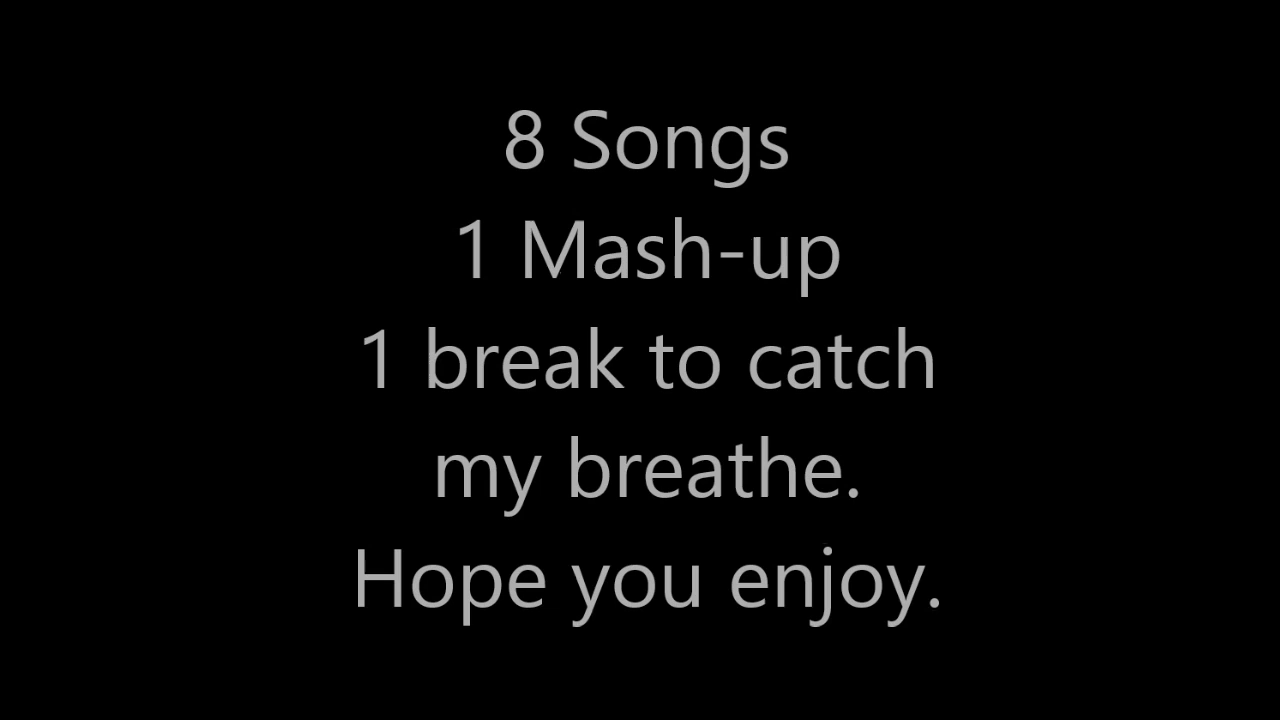 8 Songs
1 Mash-up
1 break to catch
my breathe.
Hope you enjoy.